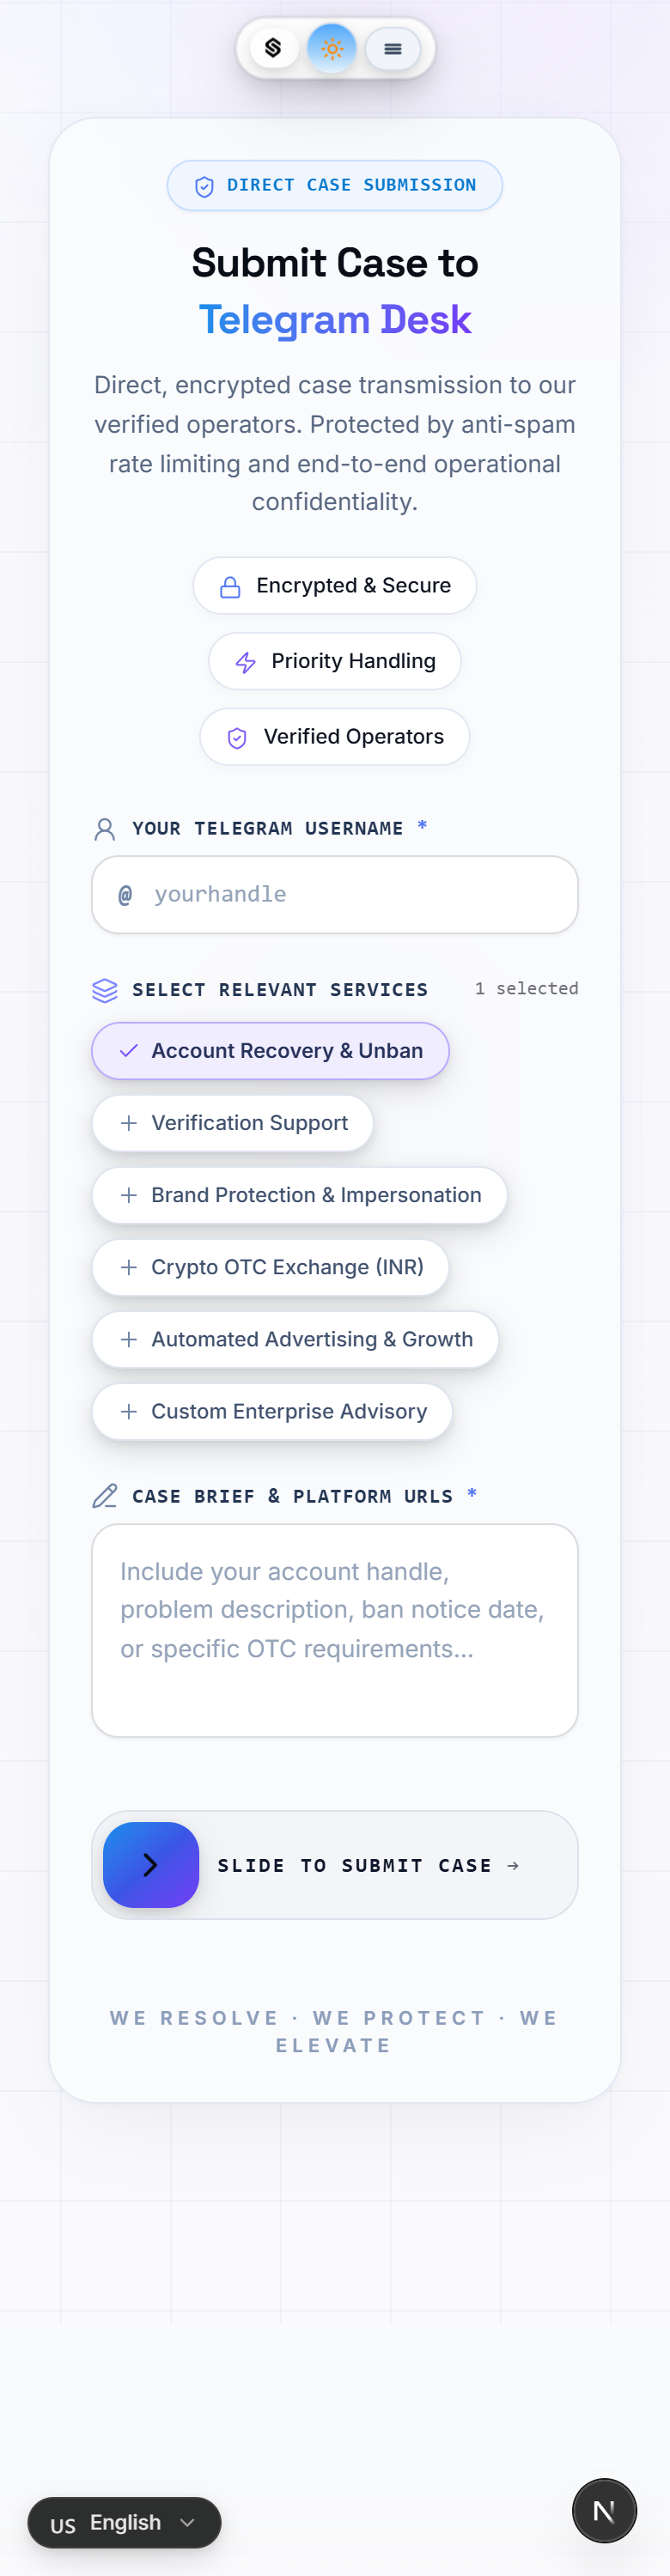 DIRECT CASE SUBMISSION
Submit Case to
Telegram Desk
Direct, encrypted case transmission to our
verified operators. Protected by anti-spam
rate limiting and end-to-end operational
confidentiality.
Encrypted & Secure
Priority Handling
Verified Operators
YOUR TELEGRAM USERNAME *
@ yourhandle
SELECT RELEVANT SERVICES 1 selected
Account Recovery & Unban
Verification Support
Brand Protection & Impersonation
Crypto OTC Exchange (INR)
Automated Advertising & Growth
Custom Enterprise Advisory
CASE BRIEF & PLATFORM URLS *
Include your account handle,
problem description, ban notice date,
or specific OTC requirements...
SLIDE TO SUBMIT CASE →
WE RESOLVE · WE PROTECT · WE
ELEVATE
US English
N